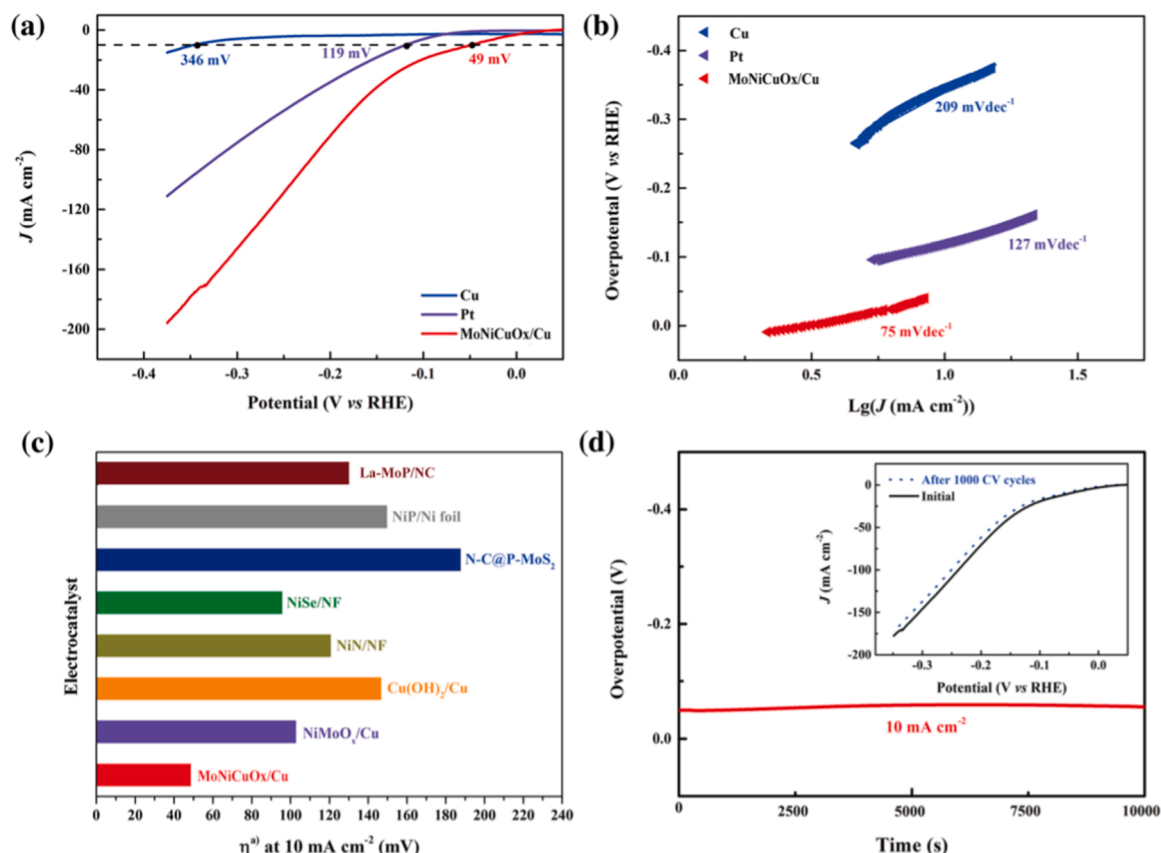 (a)
0
-40
-80
-120
-160
-200
J (mA cm⁻²)
346 mV
119 mV
49 mV
Cu
Pt
MoNiCuOx/Cu
-0.4
-0.3
-0.2
-0.1
0.0
Potential (V vs RHE)
(b)
-0.4
-0.3
-0.2
-0.1
0.0
Overpotental (V vs RHE)
Cu
Pt
MoNiCuOx/Cu
209 mVdec⁻¹
127 mVdec⁻¹
75 mVdec⁻¹
0.0
0.5
1.0
1.5
Lg(J (mA cm⁻²))
(c)
Electrocatalyst
La-MoP/NC
NiP/Ni foil
N-C@P-MoS₂
NiSe/NF
NiN/NF
Cu(OH)₂/Cu
NiMoOₓ/Cu
MoNiCuOx/Cu
0 20 40 60 80 100 120 140 160 180 200 220 240
ηᵃ⁾ at 10 mA cm⁻² (mV)
(d)
-0.4
-0.2
0.0
Overpotential (V)
After 1000 CV cycles
Initial
0
-50
-100
-150
-200
J (mA cm⁻²)
-0.3
-0.2
-0.1
0.0
Potential (V vs RHE)
10 mA cm⁻²
0
2500
5000
7500
10000
Time (s)